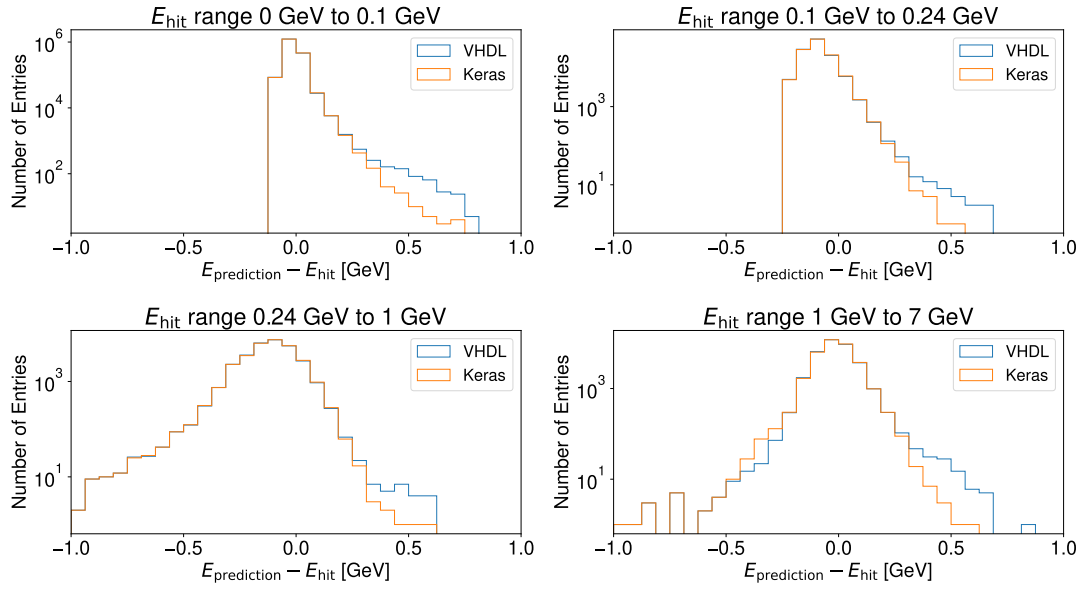 E_hit range 0 GeV to 0.1 GeV
Number of Entries
10^6
10^4
10^2
VHDL
Keras
−1.0 −0.5 0.0 0.5 1.0
E_prediction − E_hit [GeV]
E_hit range 0.1 GeV to 0.24 GeV
Number of Entries
10^3
10^1
VHDL
Keras
−1.0 −0.5 0.0 0.5 1.0
E_prediction − E_hit [GeV]
E_hit range 0.24 GeV to 1 GeV
Number of Entries
10^3
10^1
VHDL
Keras
−1.0 −0.5 0.0 0.5 1.0
E_prediction − E_hit [GeV]
E_hit range 1 GeV to 7 GeV
Number of Entries
10^3
10^1
VHDL
Keras
−1.0 −0.5 0.0 0.5 1.0
E_prediction − E_hit [GeV]